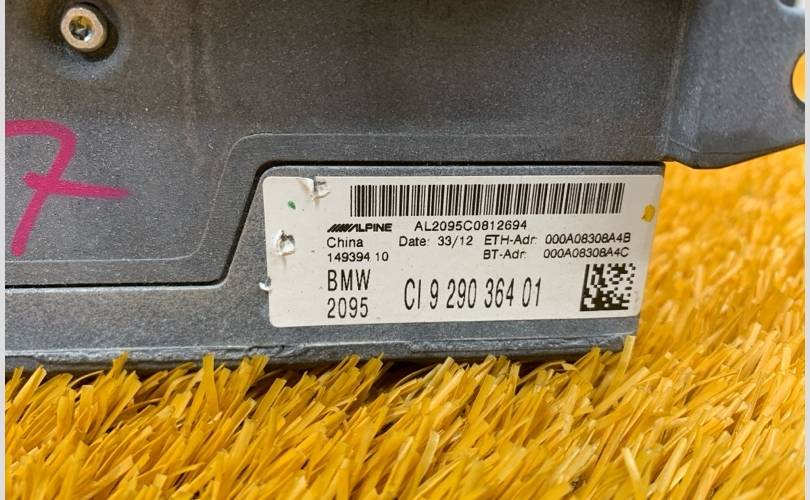 7
ALPINE AL2095C0812694
China Date: 33/12 ETH-Adr: 000A08308A4B
149394 10 BT-Adr: 000A08308A4C
BMW
2095 CI 9 290 364 01